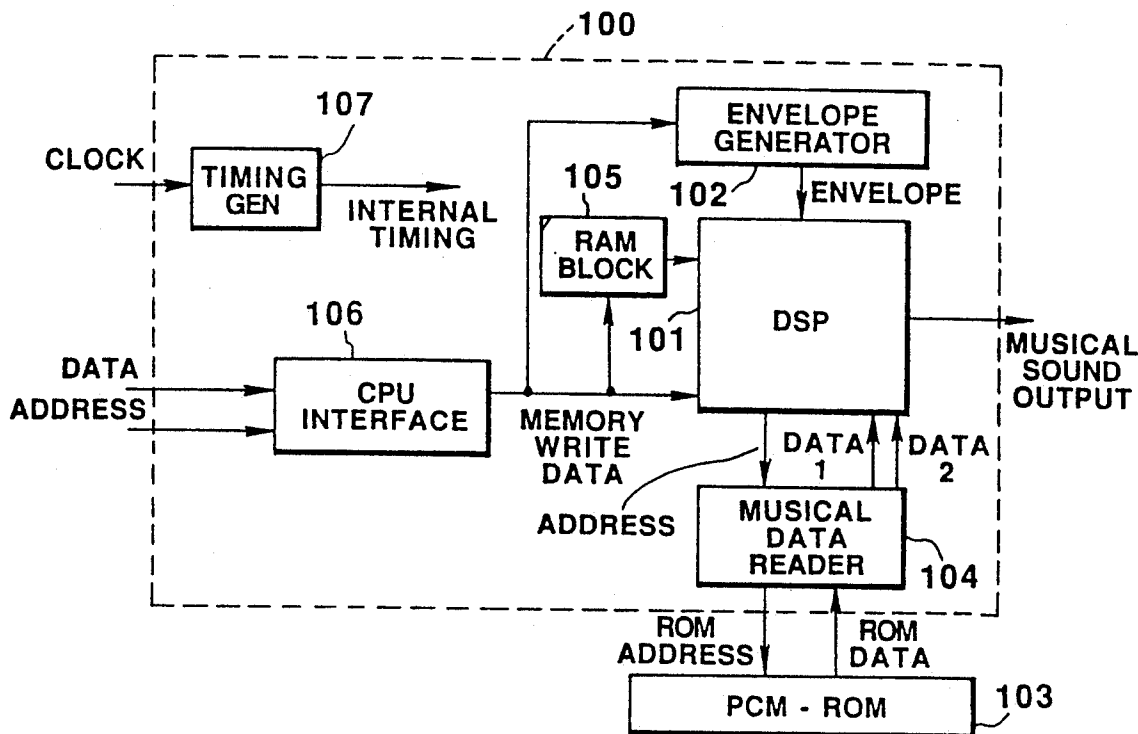 100
107
CLOCK
TIMING
GEN
INTERNAL
TIMING
ENVELOPE
GENERATOR
102
ENVELOPE
105
RAM
BLOCK
101
DSP
MUSICAL
SOUND
OUTPUT
106
DATA
ADDRESS
CPU
INTERFACE
MEMORY
WRITE
DATA
ADDRESS
DATA
1
DATA
2
MUSICAL
DATA
READER
104
ROM
ADDRESS
ROM
DATA
PCM - ROM
103